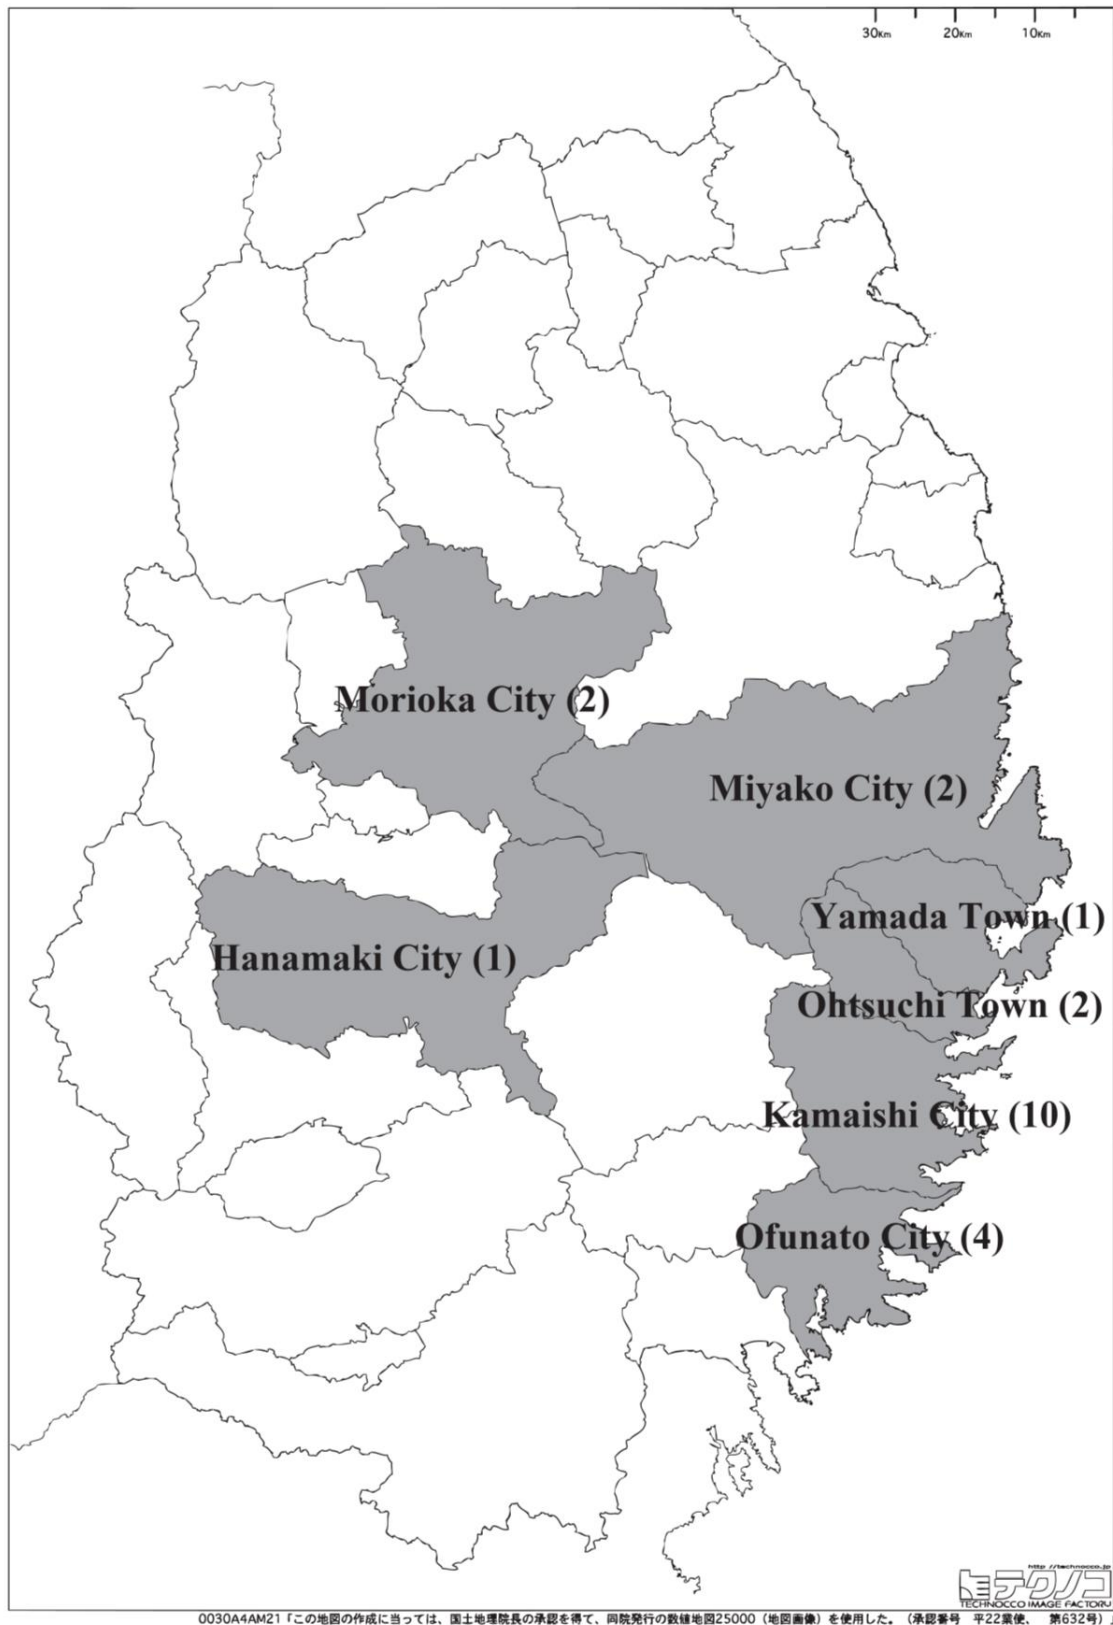 30Km 20Km 10Km
Morioka City (2)
Miyako City (2)
Yamada Town (1)
Hanamaki City (1)
Ohtsuchi Town (2)
Kamaishi City (10)
Ofunato City (4)
http://technocco.jp
テクノコ
TECHNOCCO IMAGE FACTORY
0030A4AM21「この地図の作成に当っては、国土地理院長の承認を得て、同院発行の数値地図25000（地図画像）を使用した。（承認番号 平22業使、 第632号）」